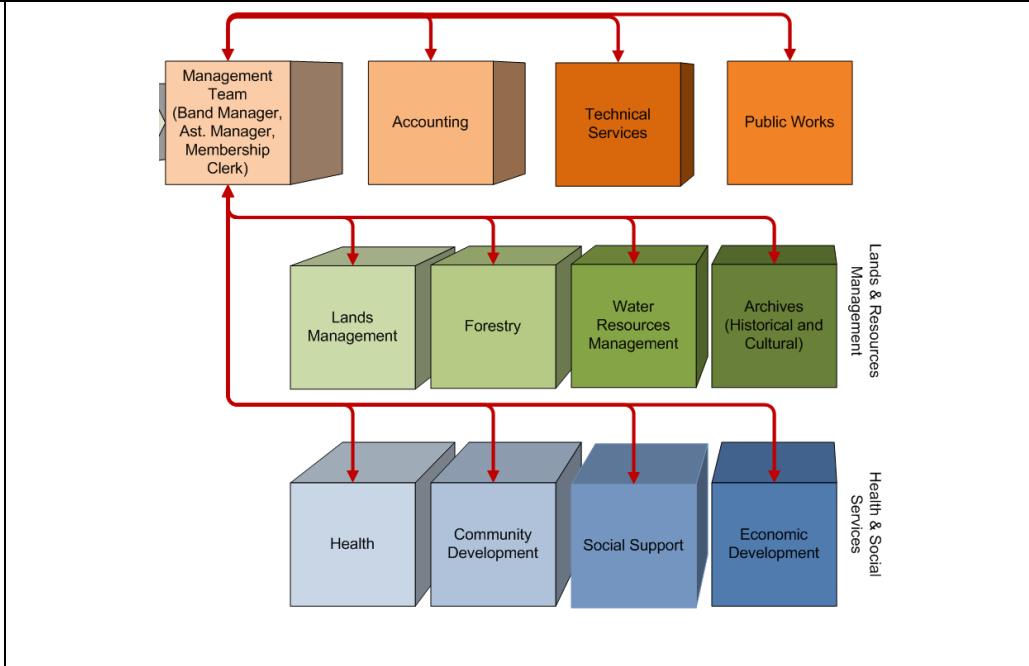 Management
Team
(Band Manager,
Ast. Manager,
Membership
Clerk)
Accounting
Technical
Services
Public Works
Lands
Management
Forestry
Water
Resources
Management
Archives
(Historical and
Cultural)
Lands & Resources
Management
Health
Community
Development
Social Support
Economic
Development
Health & Social
Services